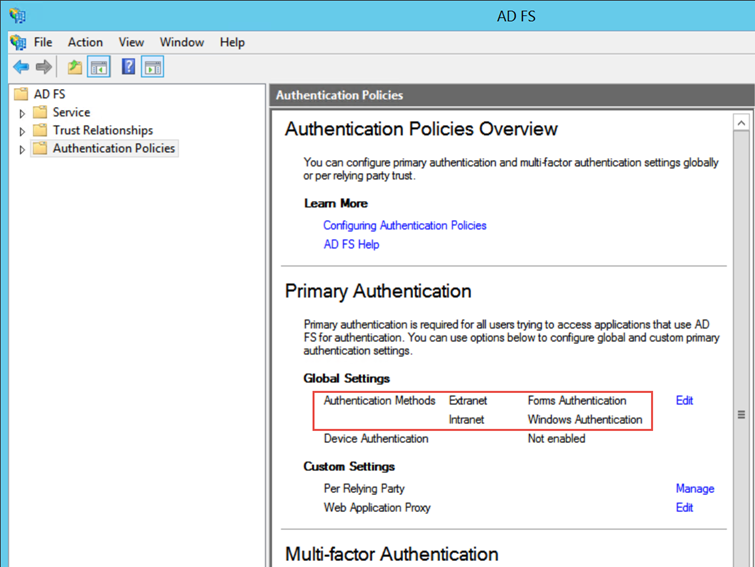 AD FS
File Action View Window Help
AD FS
Service
Trust Relationships
Authentication Policies
Authentication Policies
Authentication Policies Overview
You can configure primary authentication and multi-factor authentication settings globally
or per relying party trust.
Learn More
Configuring Authentication Policies
AD FS Help
Primary Authentication
Primary authentication is required for all users trying to access applications that use AD
FS for authentication. You can use options below to configure global and custom primary
authentication settings.
Global Settings
Authentication Methods Extranet Forms Authentication Edit
Intranet Windows Authentication
Device Authentication Not enabled
Custom Settings
Per Relying Party Manage
Web Application Proxy Edit
Multi-factor Authentication